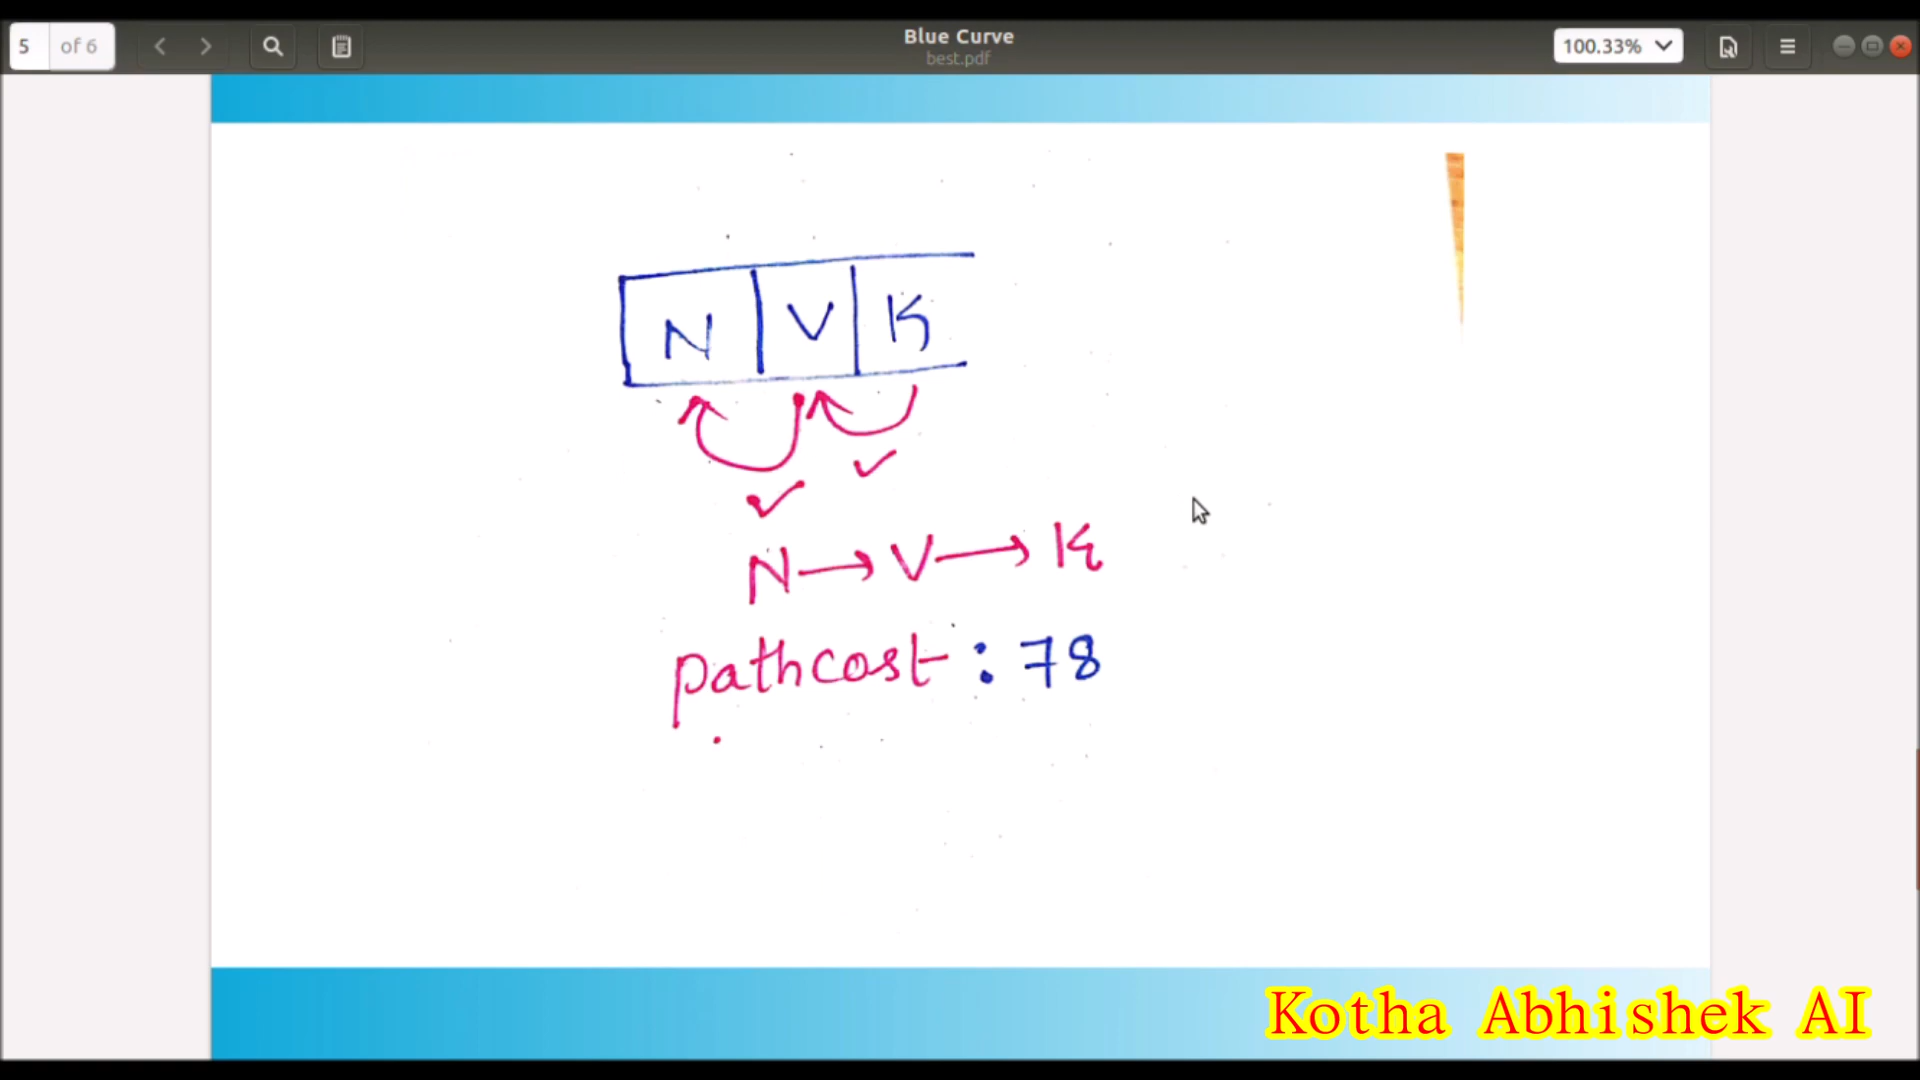 5 of 6
Blue Curve
best.pdf
100.33%
N V K
N → V → K
pathcost : 78
Kotha Abhishek AI